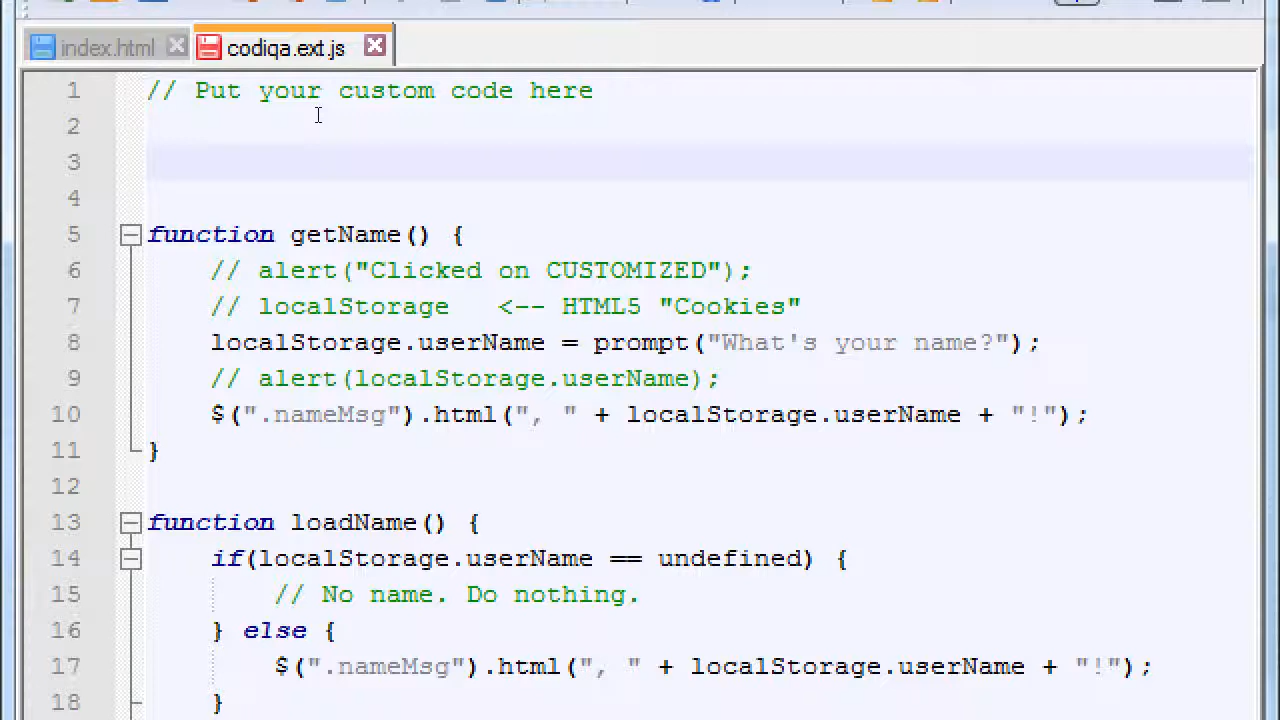 index.html codiqa.ext.js
1 // Put your custom code here
2
3
4
5 function getName() {
6 // alert("Clicked on CUSTOMIZED");
7 // localStorage   <-- HTML5 "Cookies"
8 localStorage.userName = prompt("What's your name?");
9 // alert(localStorage.userName);
10 $(".nameMsg").html(", " + localStorage.userName + "!");
11 }
12
13 function loadName() {
14 if(localStorage.userName == undefined) {
15 // No name. Do nothing.
16 } else {
17 $(".nameMsg").html(", " + localStorage.userName + "!");
18 }